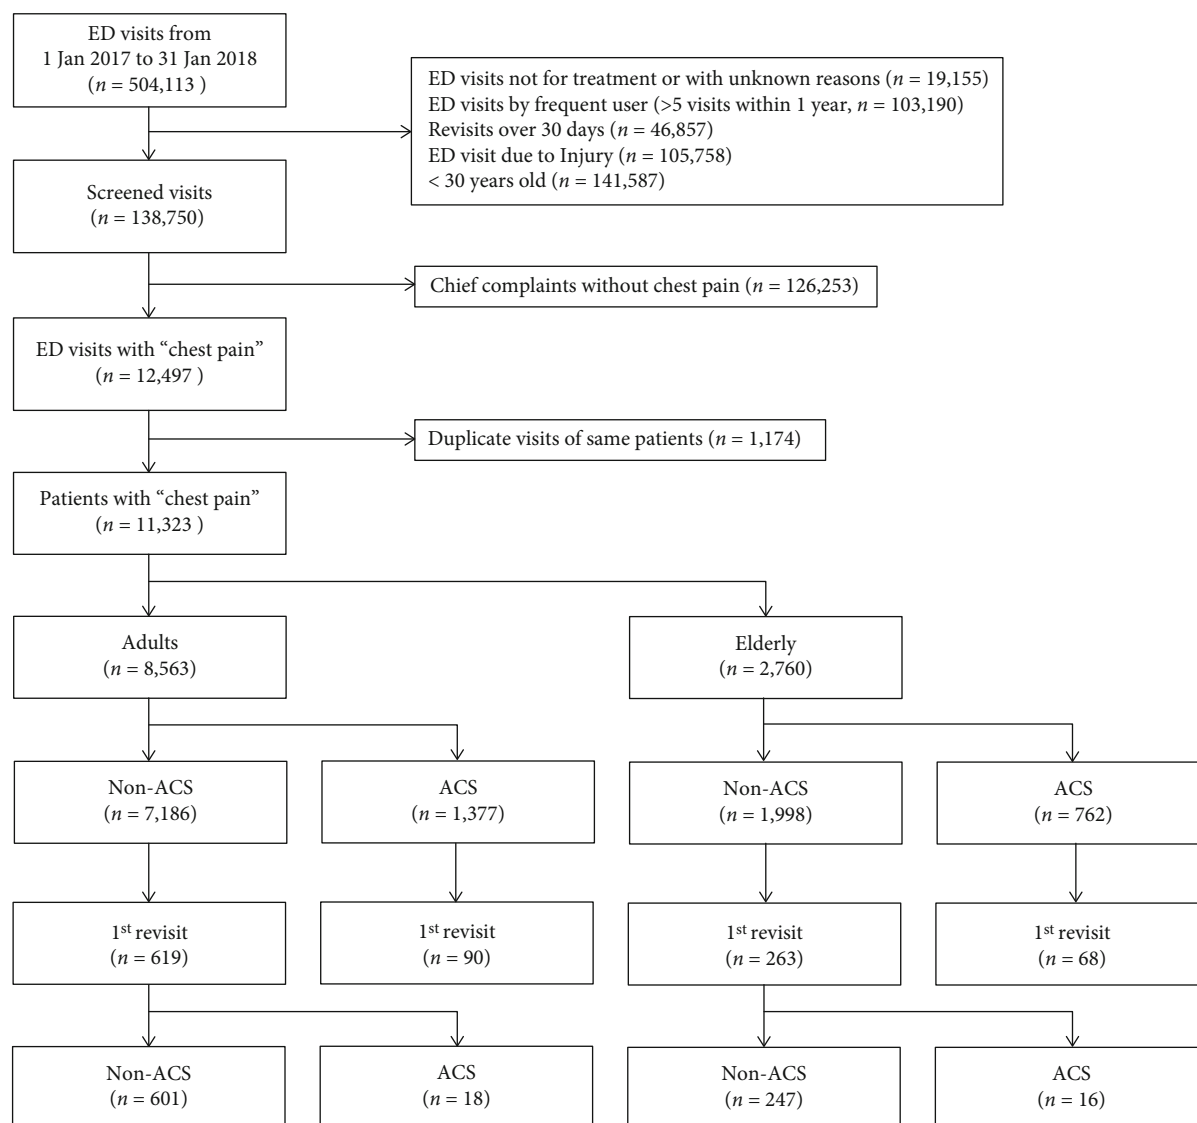 ED visits from
1 Jan 2017 to 31 Jan 2018
(n = 504,113 )
ED visits not for treatment or with unknown reasons (n = 19,155)
ED visits by frequent user (>5 visits within 1 year, n = 103,190)
Revisits over 30 days (n = 46,857)
ED visit due to Injury (n = 105,758)
< 30 years old (n = 141,587)
Screened visits
(n = 138,750)
Chief complaints without chest pain (n = 126,253)
ED visits with “chest pain”
(n = 12,497 )
Duplicate visits of same patients (n = 1,174)
Patients with “chest pain”
(n = 11,323 )
Adults
(n = 8,563)
Elderly
(n = 2,760)
Non-ACS
(n = 7,186)
ACS
(n = 1,377)
Non-ACS
(n = 1,998)
ACS
(n = 762)
1st revisit
(n = 619)
1st revisit
(n = 90)
1st revisit
(n = 263)
1st revisit
(n = 68)
Non-ACS
(n = 601)
ACS
(n = 18)
Non-ACS
(n = 247)
ACS
(n = 16)